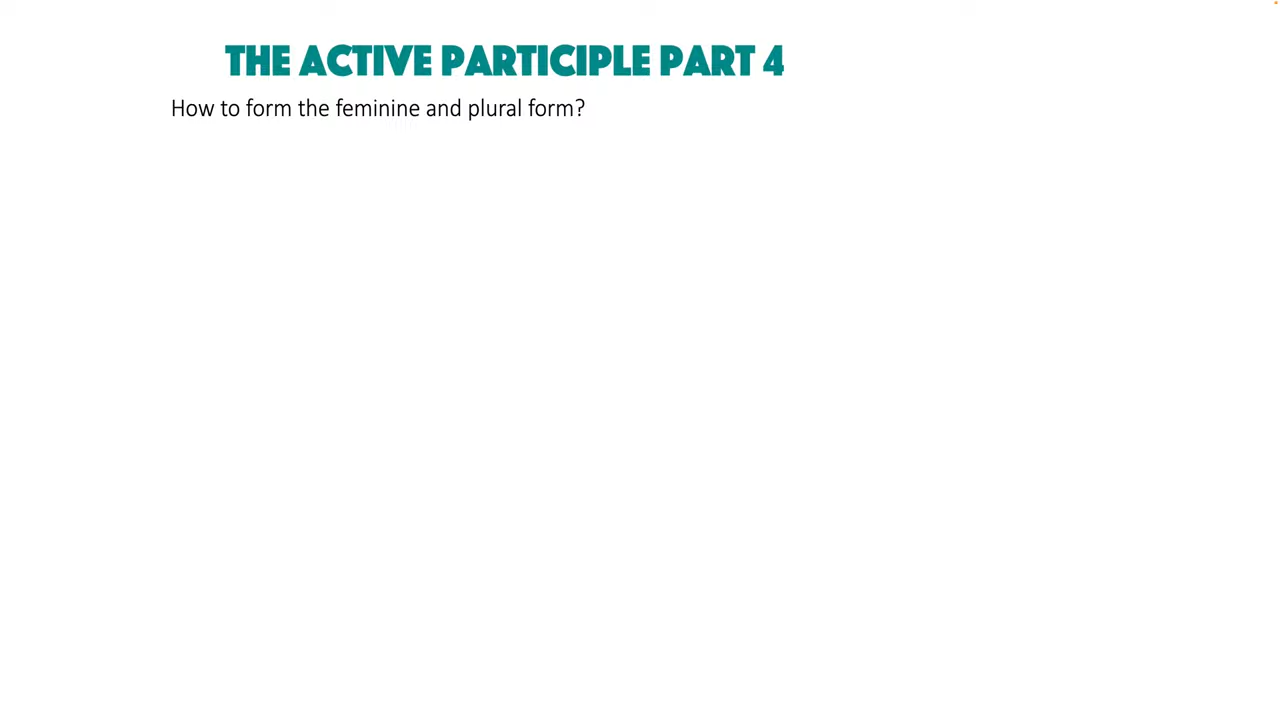 THE ACTIVE PARTICIPLE PART 4
How to form the feminine and plural form?